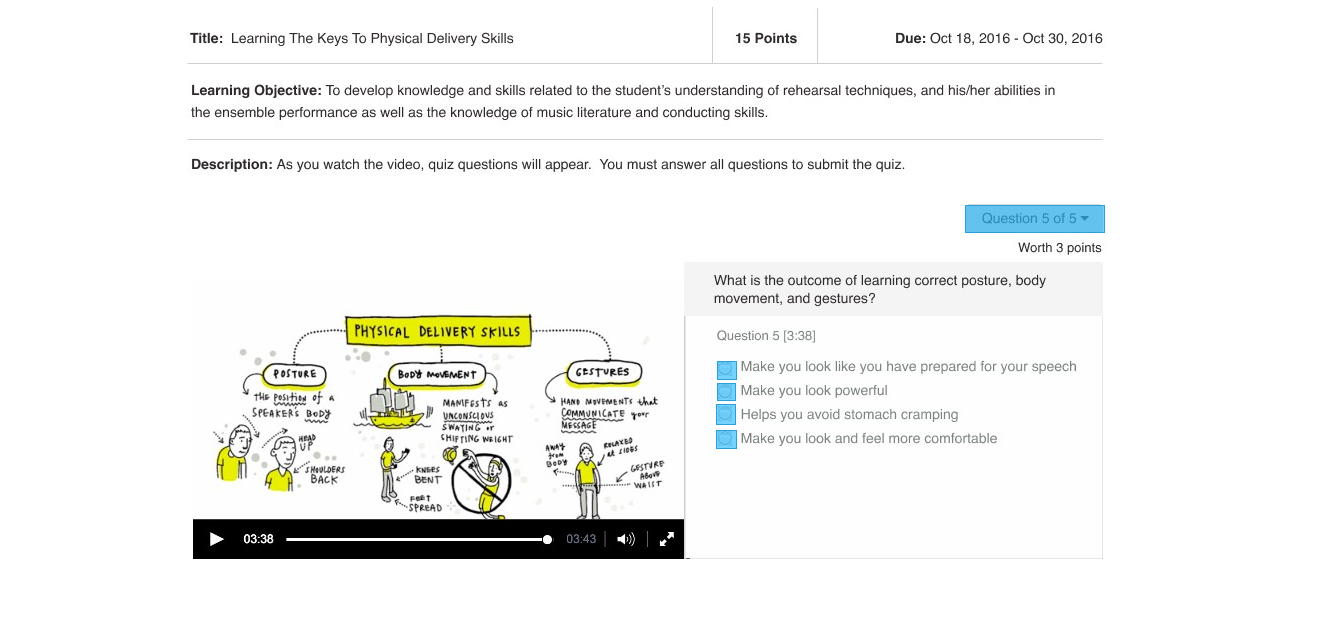 Title: Learning The Keys To Physical Delivery Skills
15 Points
Due: Oct 18, 2016 - Oct 30, 2016
Learning Objective: To develop knowledge and skills related to the student’s understanding of rehearsal techniques, and his/her abilities in
the ensemble performance as well as the knowledge of music literature and conducting skills.
Description: As you watch the video, quiz questions will appear.  You must answer all questions to submit the quiz.
Question 5 of 5
Worth 3 points
PHYSICAL DELIVERY SKILLS
POSTURE
THE POSITION of a
SPEAKER'S BODY
HEAD
UP
SHOULDERS
BACK
BODY MOVEMENT
MANIFESTS as
UNCONSCIOUS
SWAYING or
SHIFTING WEIGHT
KNEES
BENT
FEET
SPREAD
GESTURES
HAND MOVEMENTS that
COMMUNICATE your
MESSAGE
AWAY
from
BODY
RELAXED
at SIDES
GESTURE
ABOVE
WAIST
03:38
03:43
What is the outcome of learning correct posture, body
movement, and gestures?
Question 5 [3:38]
Make you look like you have prepared for your speech
Make you look powerful
Helps you avoid stomach cramping
Make you look and feel more comfortable